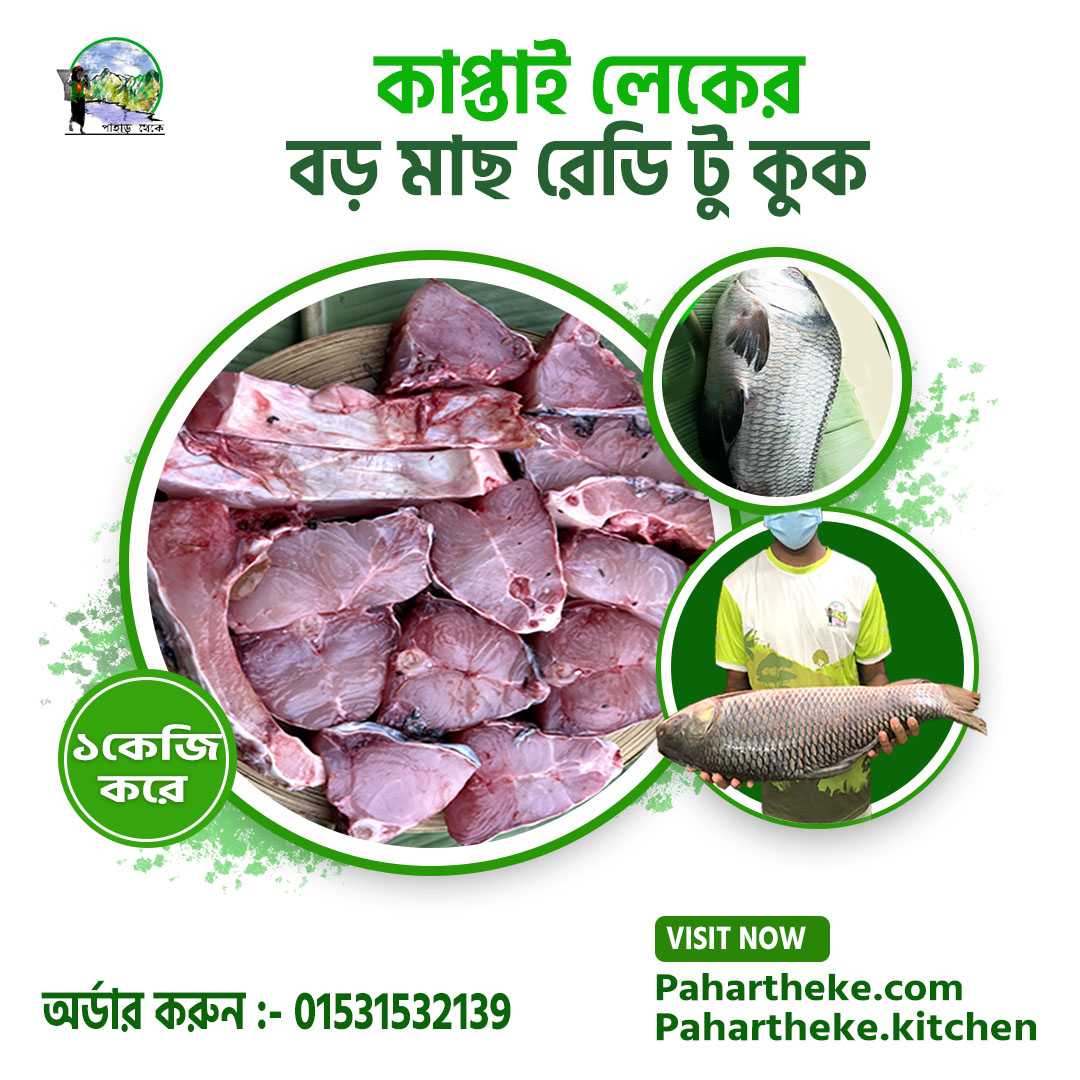 পাহাড় থেকে
কাপ্তাই লেকের
বড় মাছ রেডি টু কুক
১কেজি
করে
VISIT NOW
Pahartheke.com
Pahartheke.kitchen
অর্ডার করুন :- 01531532139